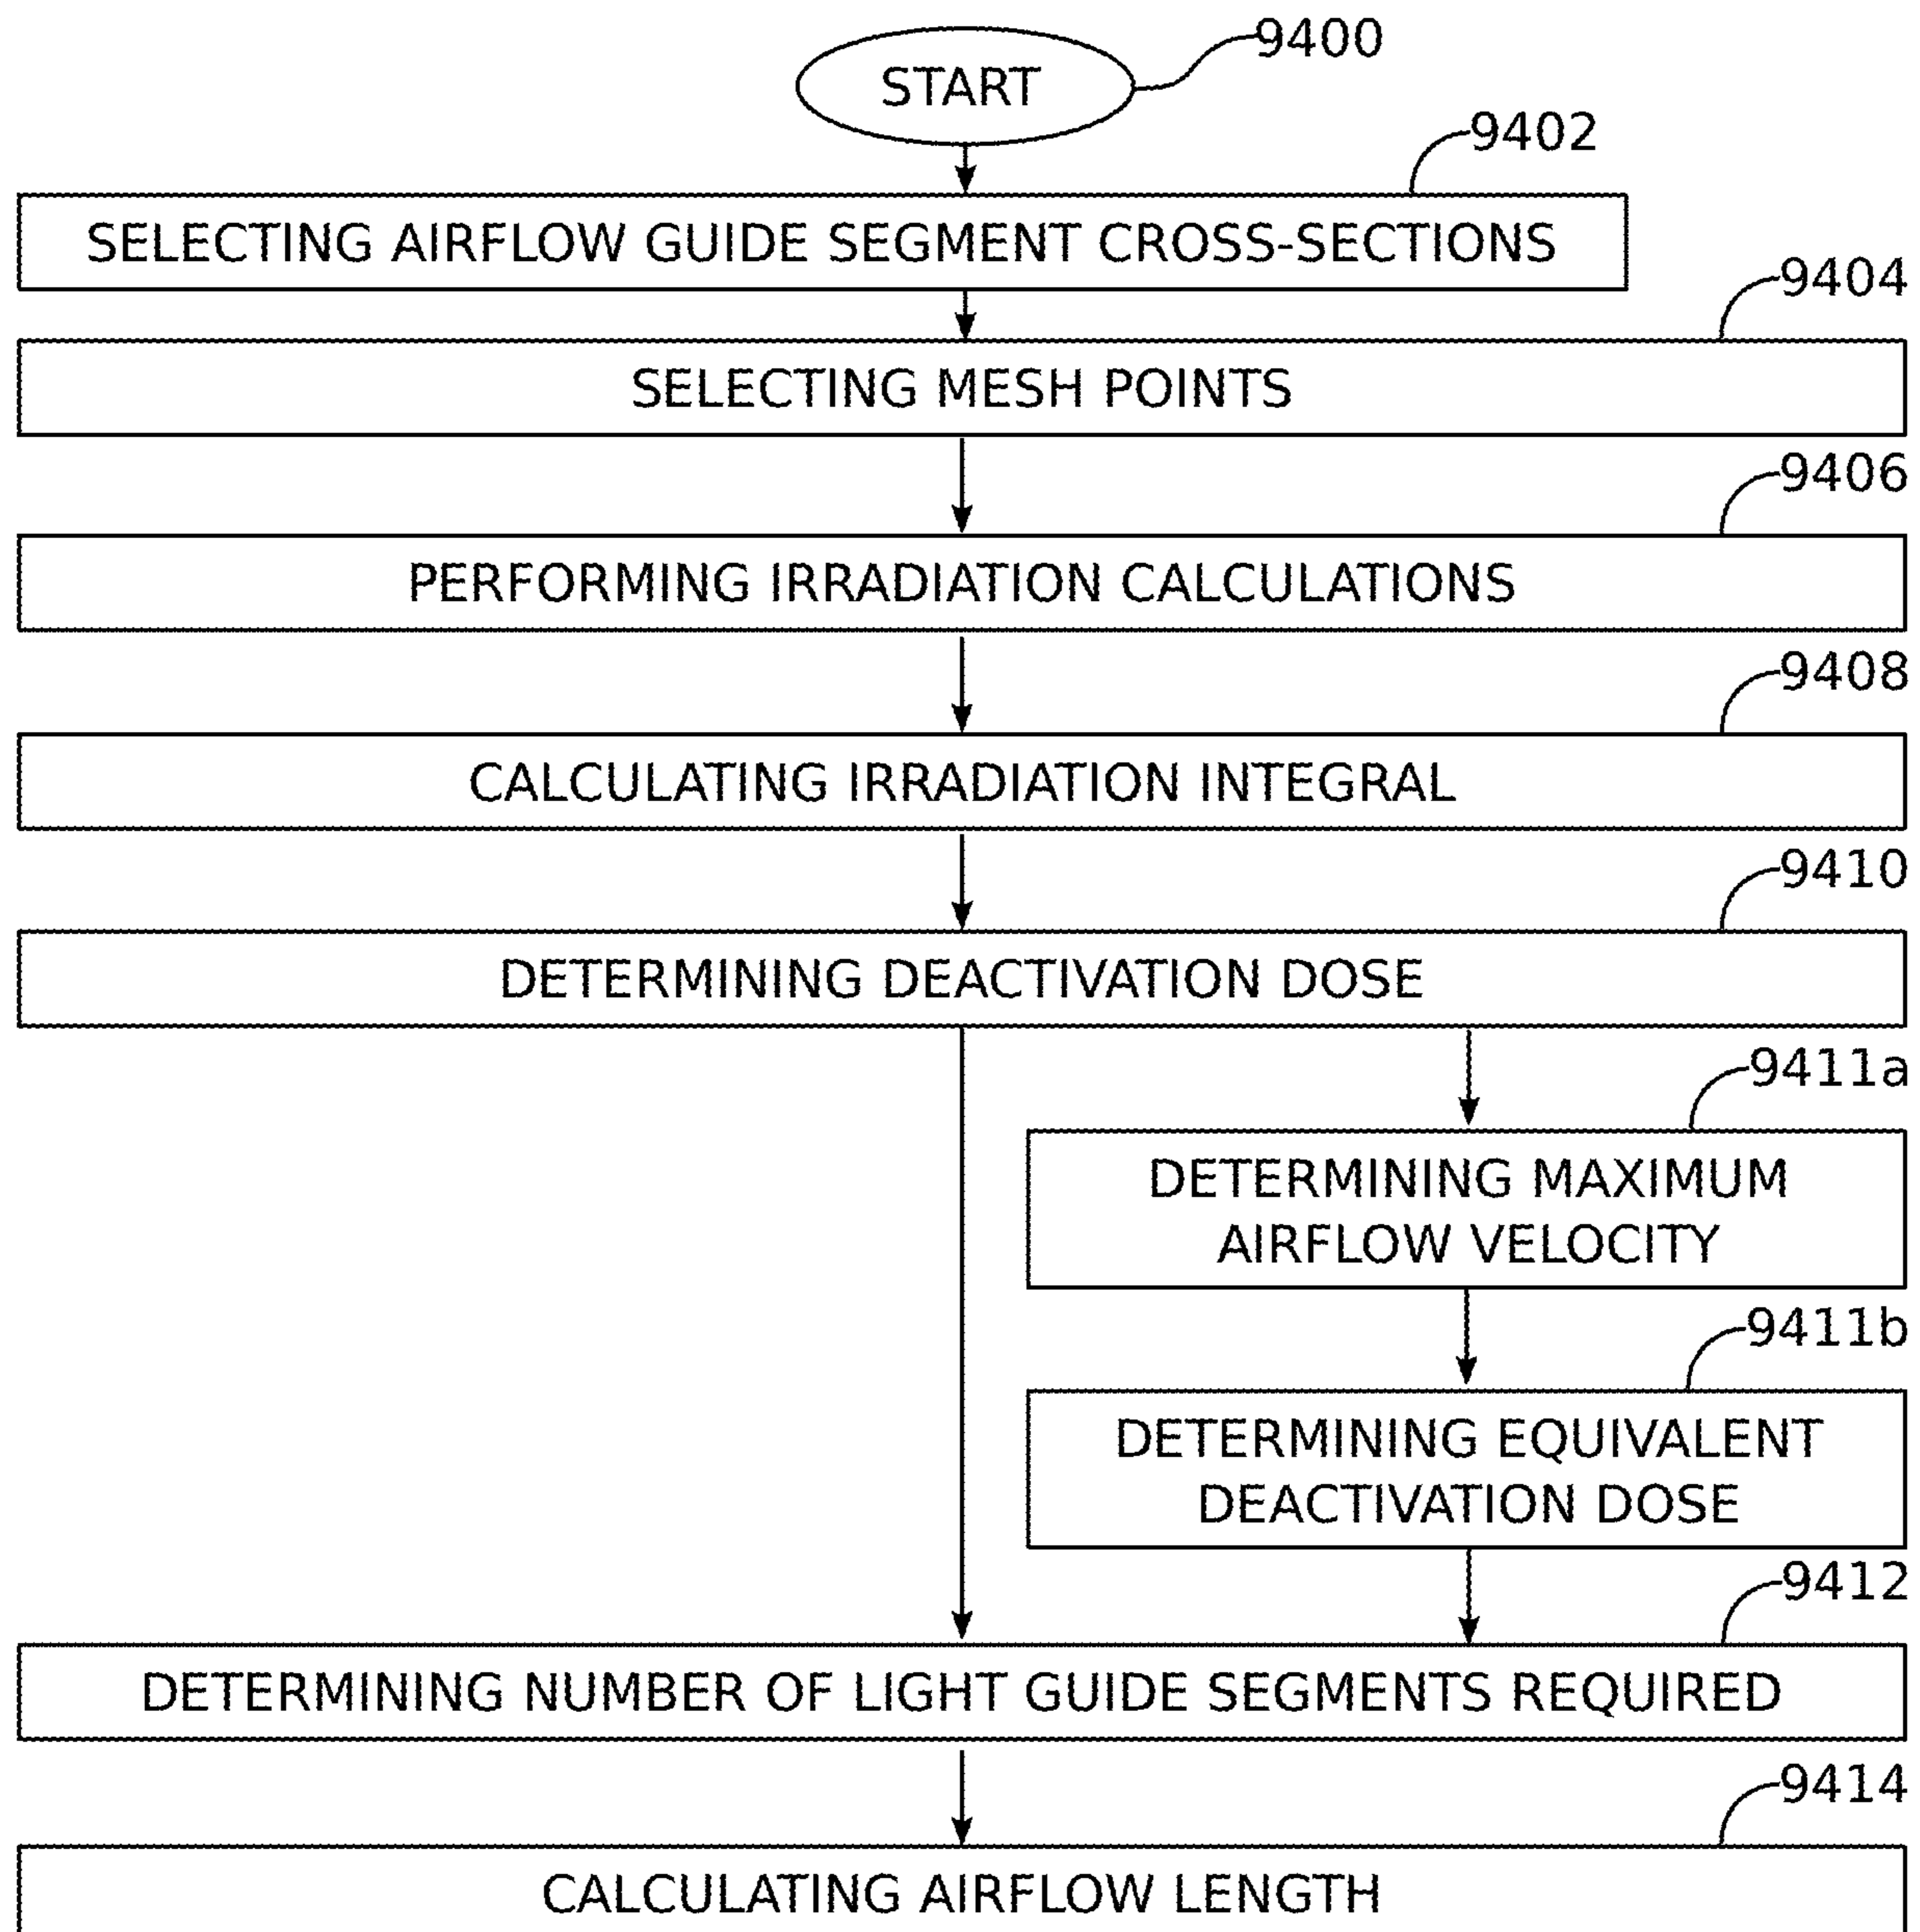 START
9400
9402
SELECTING AIRFLOW GUIDE SEGMENT CROSS-SECTIONS
9404
SELECTING MESH POINTS
9406
PERFORMING IRRADIATION CALCULATIONS
9408
CALCULATING IRRADIATION INTEGRAL
9410
DETERMINING DEACTIVATION DOSE
9411a
DETERMINING MAXIMUM
AIRFLOW VELOCITY
9411b
DETERMINING EQUIVALENT
DEACTIVATION DOSE
9412
DETERMINING NUMBER OF LIGHT GUIDE SEGMENTS REQUIRED
9414
CALCULATING AIRFLOW LENGTH